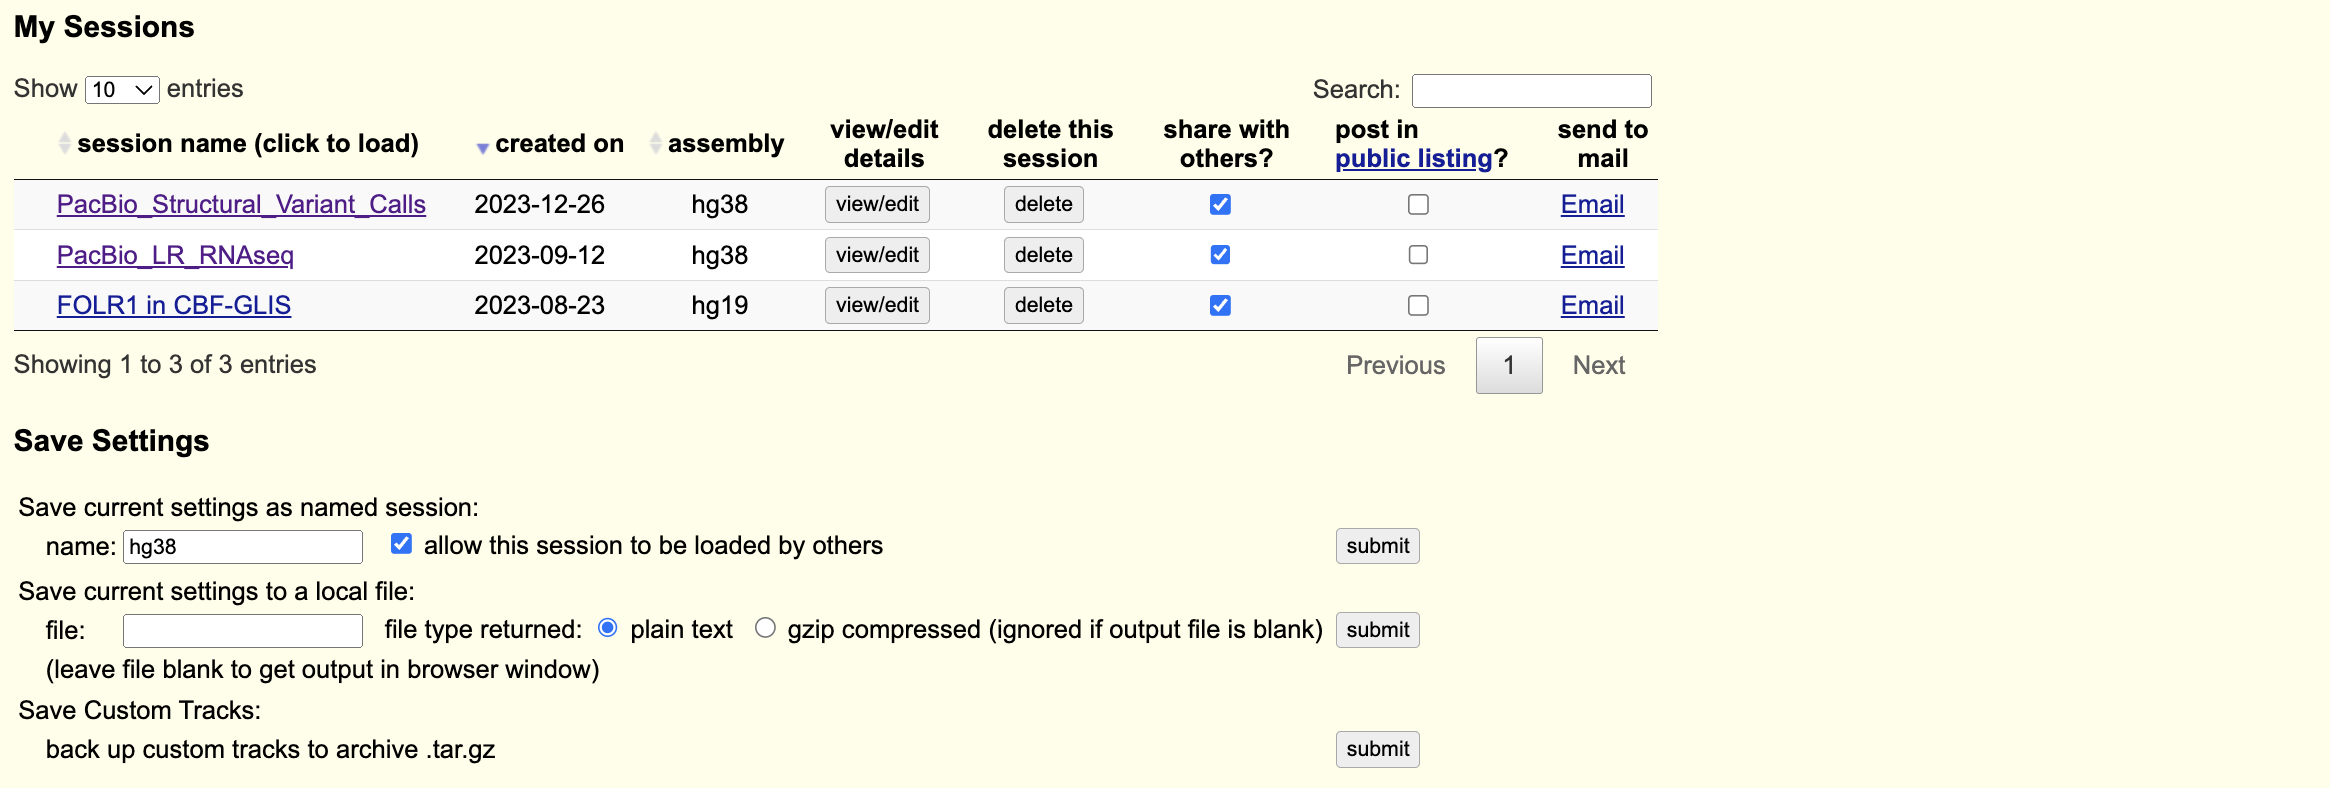 My Sessions
Show 10 entries
Search:
session name (click to load) created on assembly view/edit details delete this session share with others? post in public listing? send to mail
PacBio_Structural_Variant_Calls 2023-12-26 hg38 view/edit delete Email
PacBio_LR_RNAseq 2023-09-12 hg38 view/edit delete Email
FOLR1 in CBF-GLIS 2023-08-23 hg19 view/edit delete Email
Showing 1 to 3 of 3 entries
Previous 1 Next
Save Settings
Save current settings as named session:
name: hg38 allow this session to be loaded by others submit
Save current settings to a local file:
file: file type returned: plain text gzip compressed (ignored if output file is blank) submit
(leave file blank to get output in browser window)
Save Custom Tracks:
back up custom tracks to archive .tar.gz submit